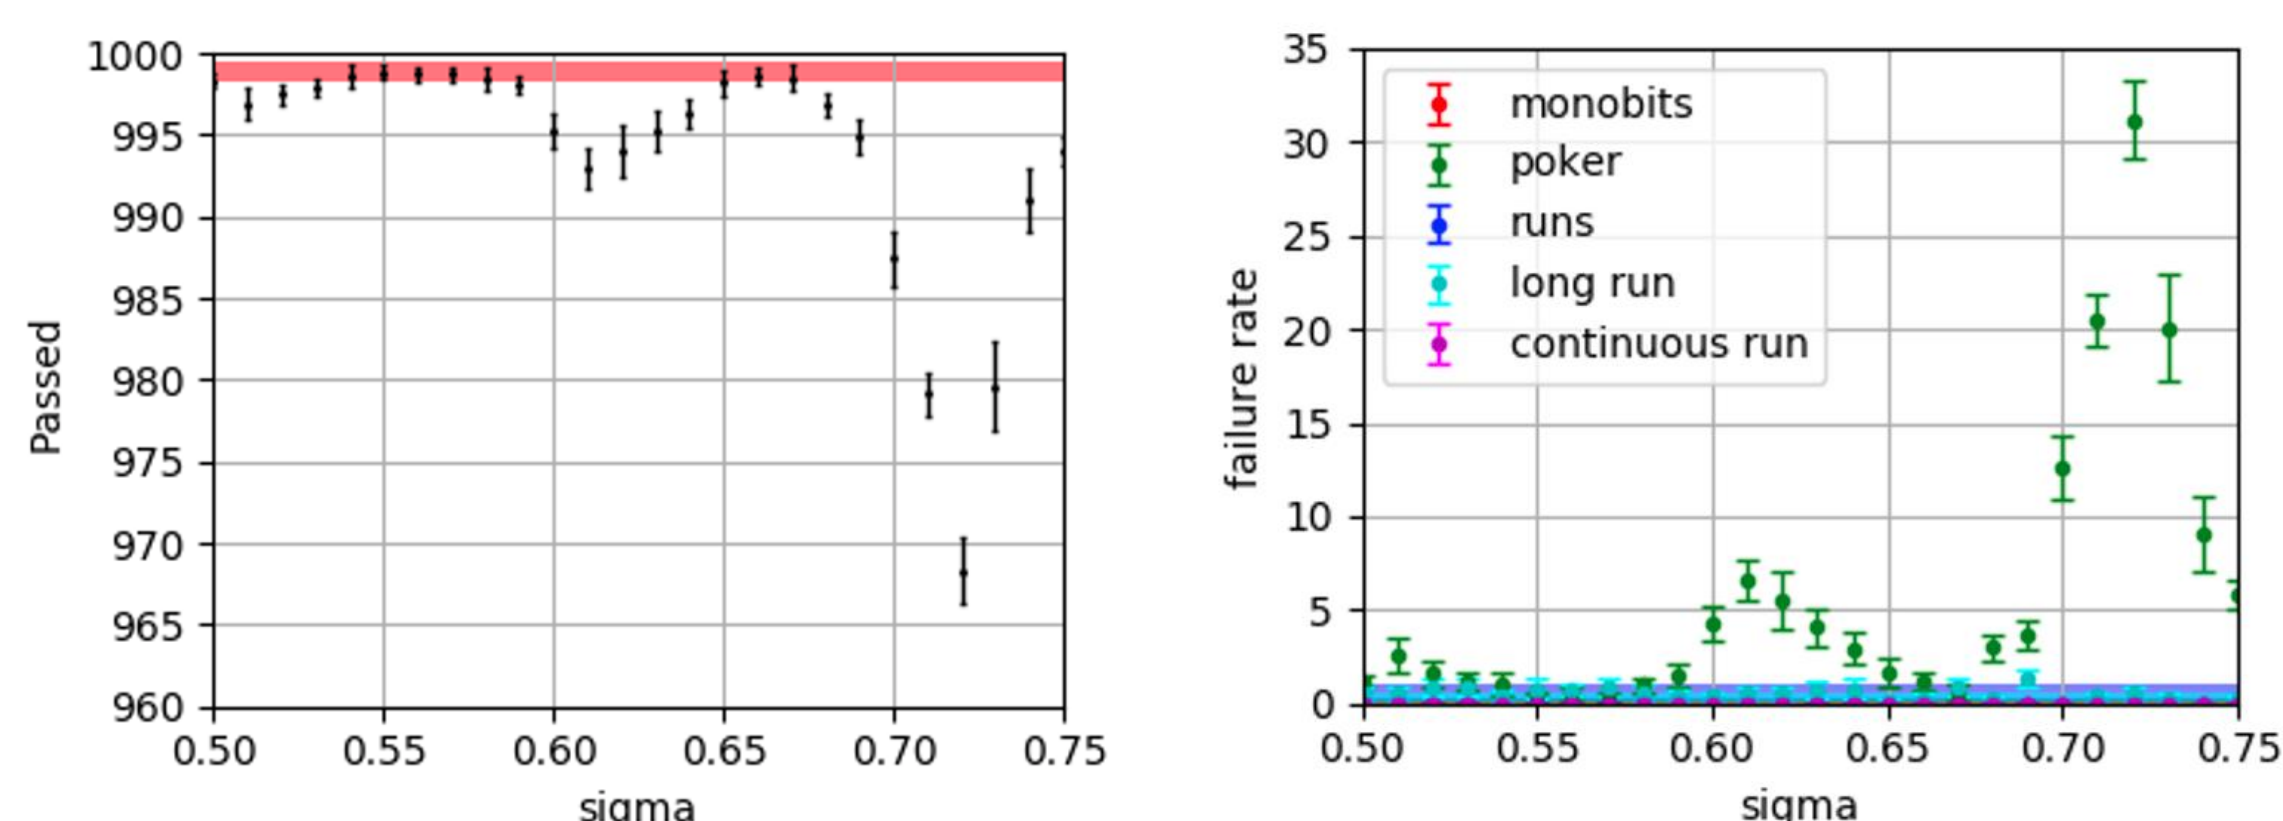 1000
995
990
985
980
975
970
965
960
Passed
0.50 0.55 0.60 0.65 0.70 0.75
sigma
35
30
25
20
15
10
5
0
failure rate
monobits
poker
runs
long run
continuous run
0.50 0.55 0.60 0.65 0.70 0.75
sigma